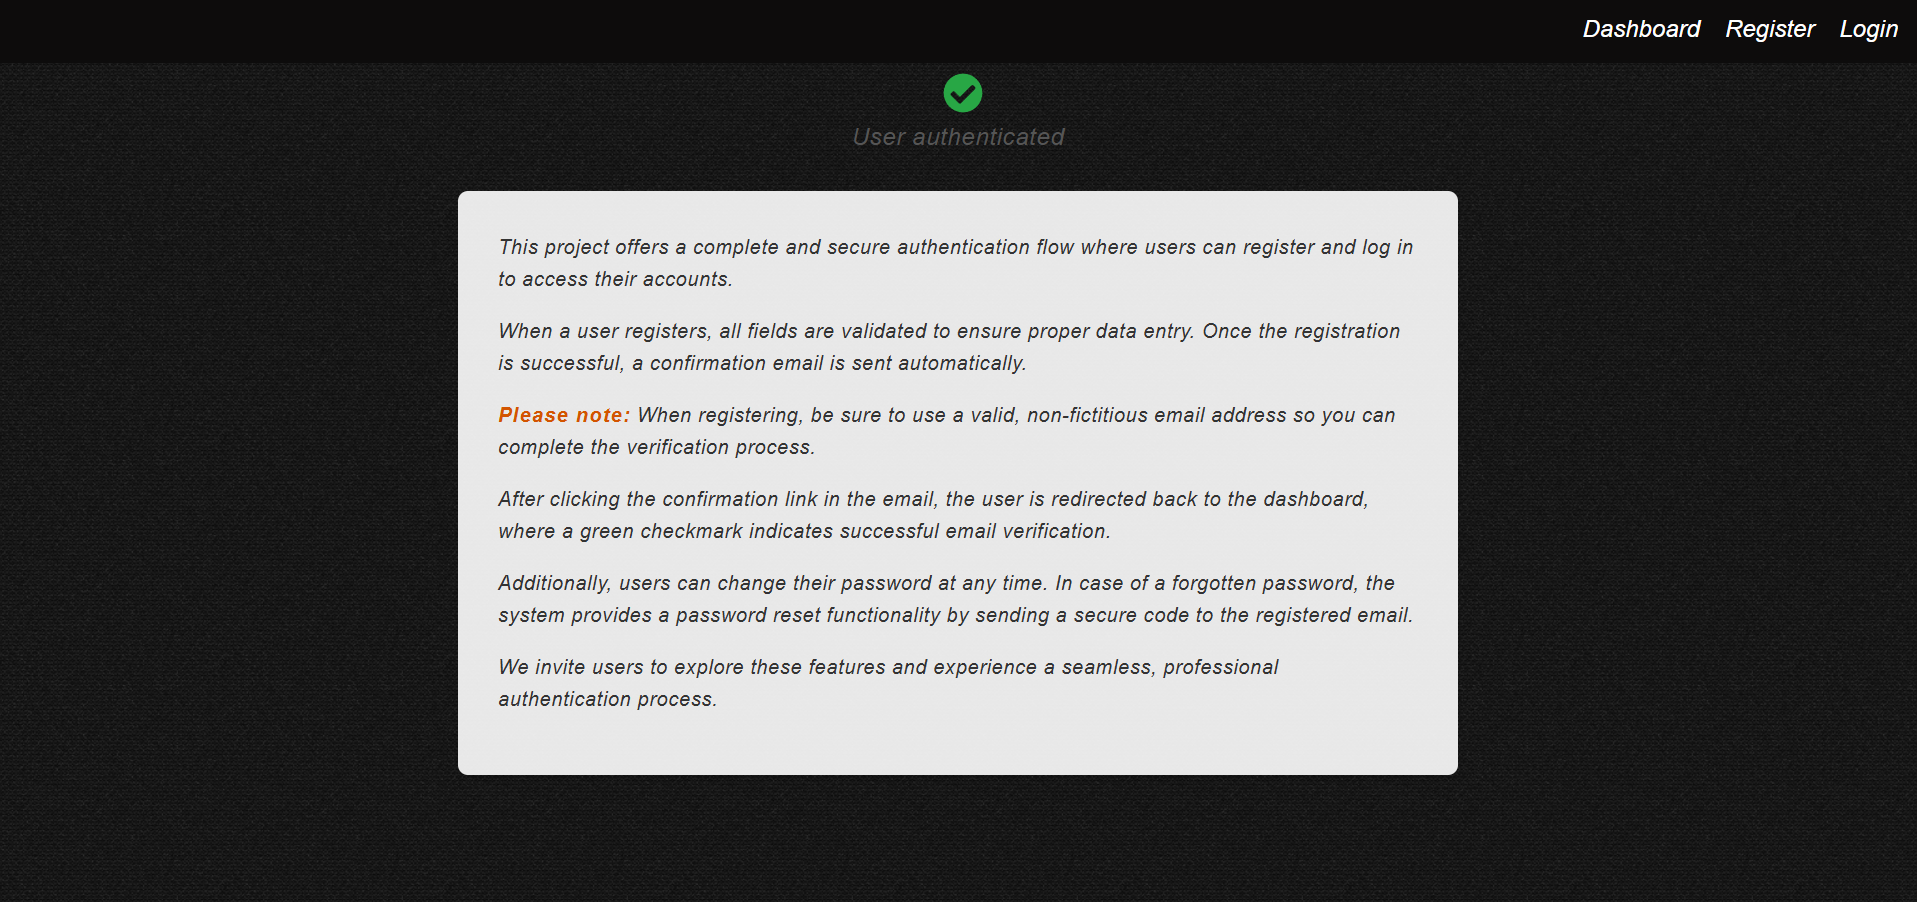 Dashboard Register Login
User authenticated
This project offers a complete and secure authentication flow where users can register and log in
to access their accounts.
When a user registers, all fields are validated to ensure proper data entry. Once the registration
is successful, a confirmation email is sent automatically.
Please note: When registering, be sure to use a valid, non-fictitious email address so you can
complete the verification process.
After clicking the confirmation link in the email, the user is redirected back to the dashboard,
where a green checkmark indicates successful email verification.
Additionally, users can change their password at any time. In case of a forgotten password, the
system provides a password reset functionality by sending a secure code to the registered email.
We invite users to explore these features and experience a seamless, professional
authentication process.